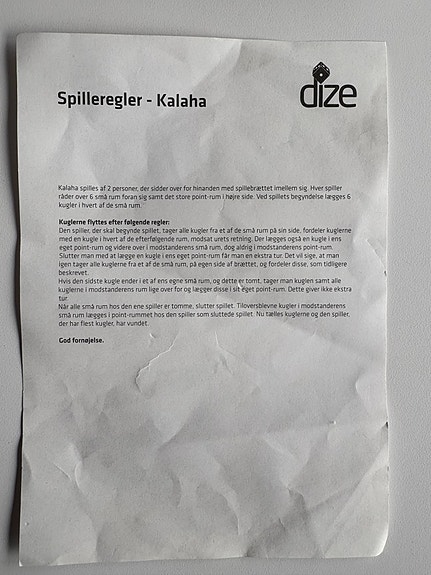 dize
Spilleregler - Kalaha
Kalaha spilles af 2 personer, der sidder over for hinanden med spillebrættet imellem sig. Hver spiller
råder over 6 små rum foran sig samt det store point-rum i højre side. Ved spillets begyndelse lægges 6
kugler i hvert af de små rum.
Kuglerne flyttes efter følgende regler:
Den spiller, der skal begynde spillet, tager alle kugler fra et af de små rum på sin side, fordeler kuglerne
med en kugle i hvert af de efterfølgende rum, modsat urets retning. Der lægges også en kugle i ens
eget point-rum og videre over i modstanderens små rum, dog aldrig i modstanderens point-rum.
Slutter man med at lægge en kugle i ens eget point-rum får man en ekstra tur. Det vil sige, at man
igen tager alle kuglerne fra et af de små rum, på egen side af brættet, og fordeler disse, som tidligere
beskrevet.
Hvis den sidste kugle ender i et af ens egne små rum, og dette er tomt, tager man kuglen samt alle
kuglerne i modstanderens rum lige over for og lægger disse i sit eget point-rum. Dette giver ikke ekstra
tur.
Når alle små rum hos den ene spiller er tomme, slutter spillet. Tiloversblevne kugler i modstanderens
små rum lægges i point-rummet hos den spiller som sluttede spillet. Nu tælles kuglerne og den spiller,
der har flest kugler, har vundet.
God fornøjelse.